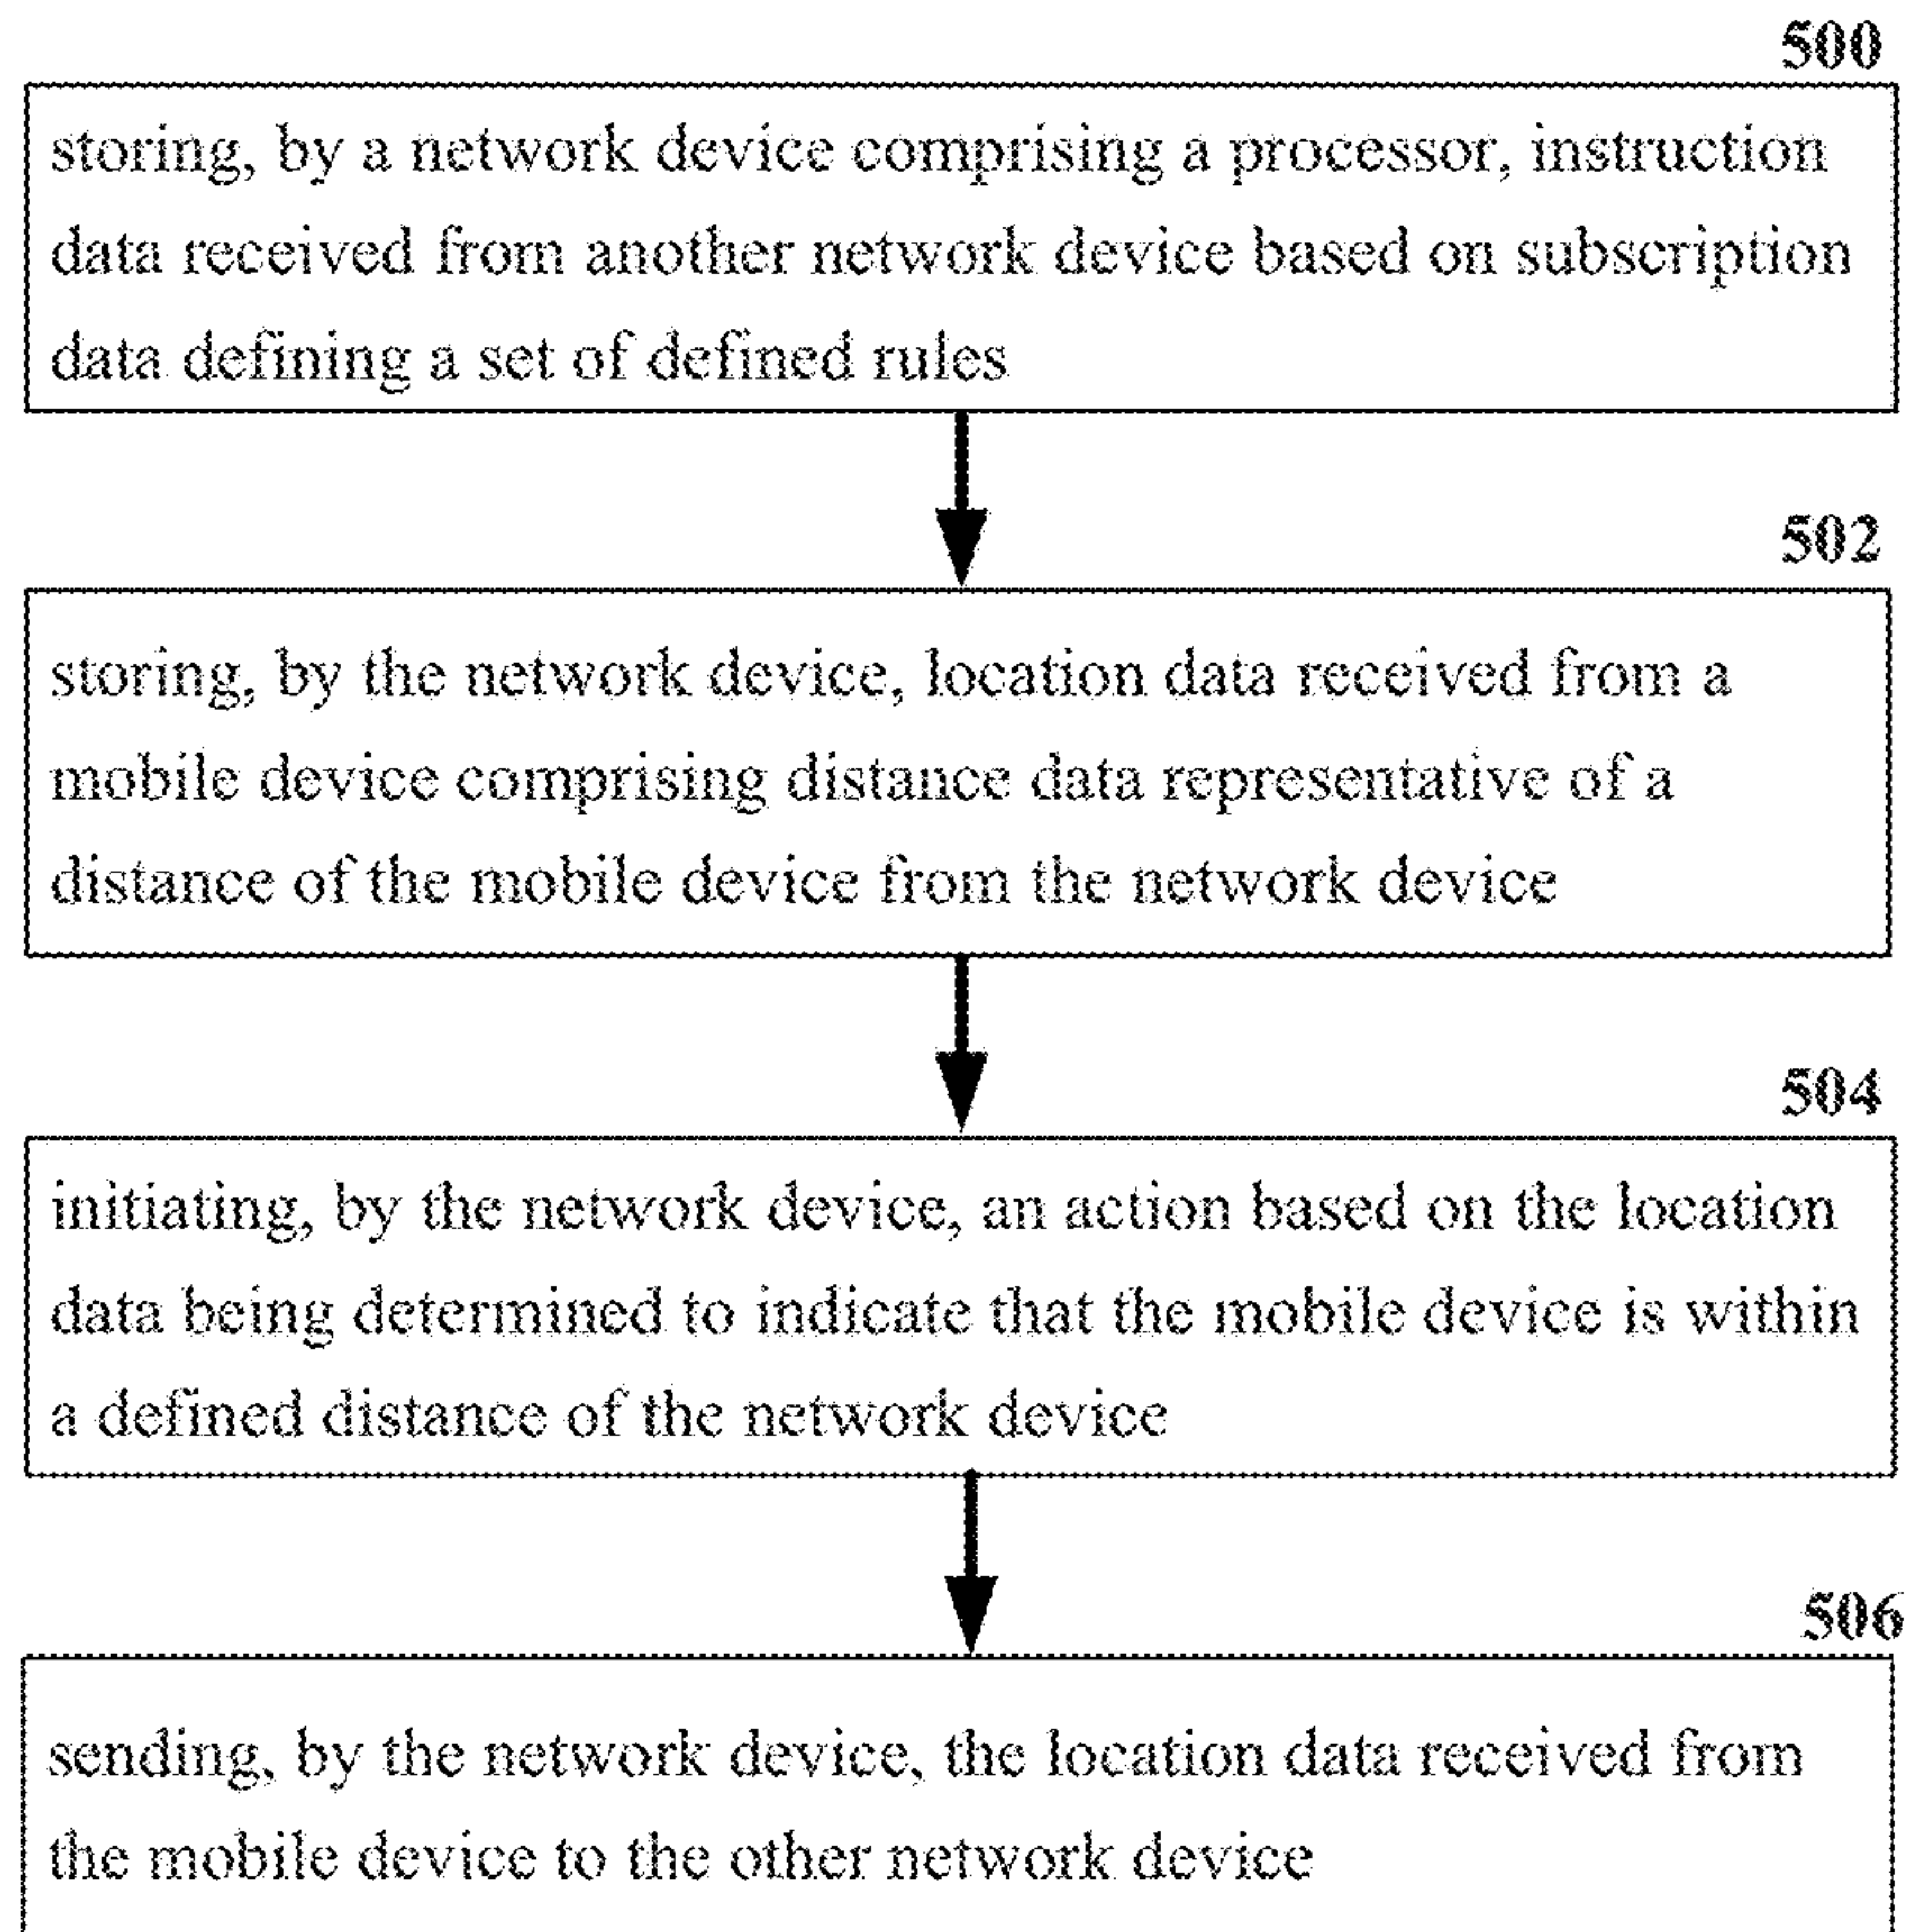 500
storing, by a network device comprising a processor, instruction
data received from another network device based on subscription
data defining a set of defined rules
502
storing, by the network device, location data received from a
mobile device comprising distance data representative of a
distance of the mobile device from the network device
504
initiating, by the network device, an action based on the location
data being determined to indicate that the mobile device is within
a defined distance of the network device
506
sending, by the network device, the location data received from
the mobile device to the other network device